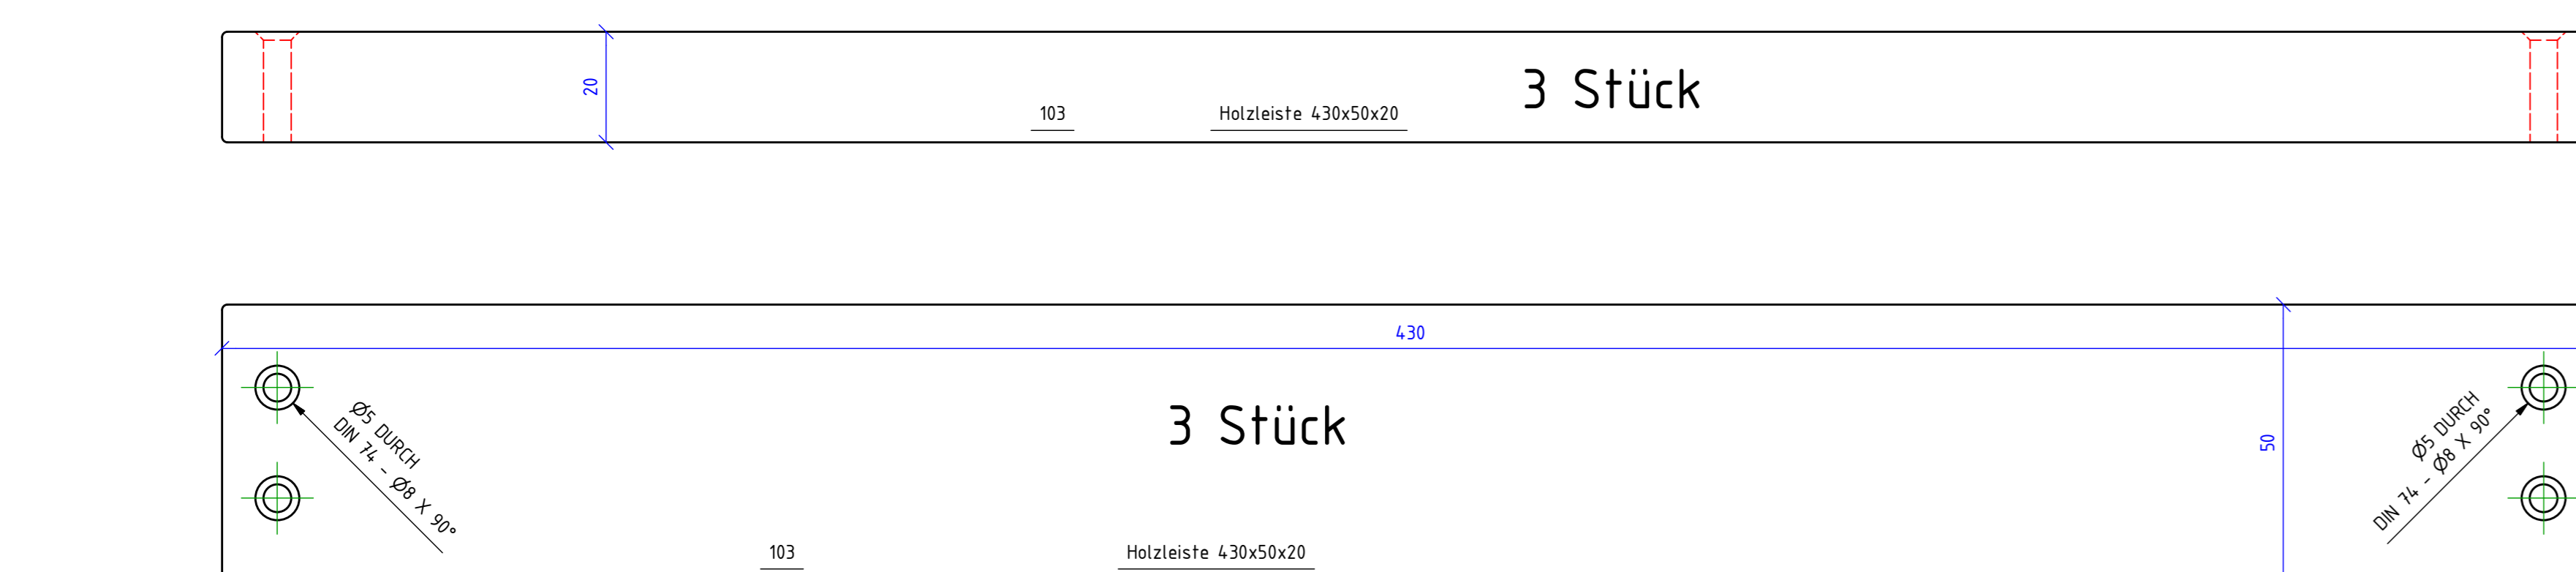 20
103
Holzleiste 430x50x20
3 Stück
430
Ø5 DURCH
DIN 74 - Ø8 X 90°
3 Stück
50
Ø5 DURCH
DIN 74 - Ø8 X 90°
103
Holzleiste 430x50x20